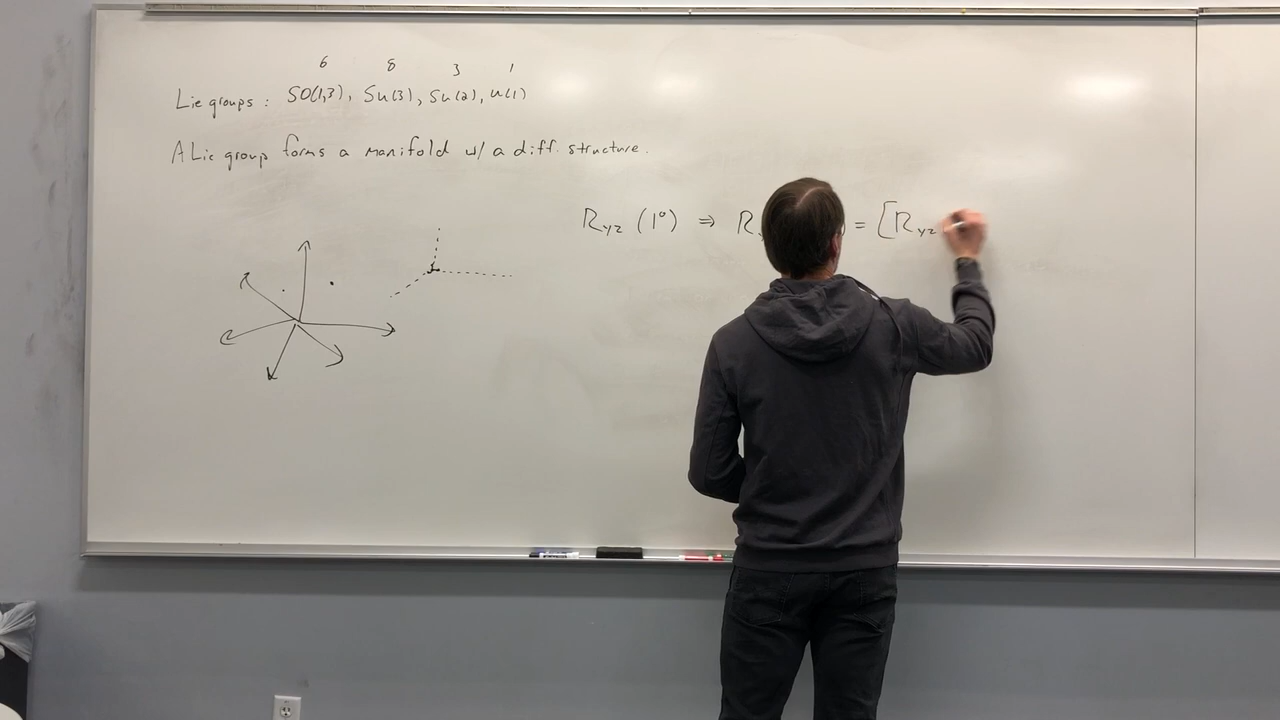 6 8 3 1
Lie groups : SO(1,3), Su(3), Su(2), u(1)
A Lie group forms a manifold w/ a diff. structure.
R_yz (1°) ⇒ R = [R_yz